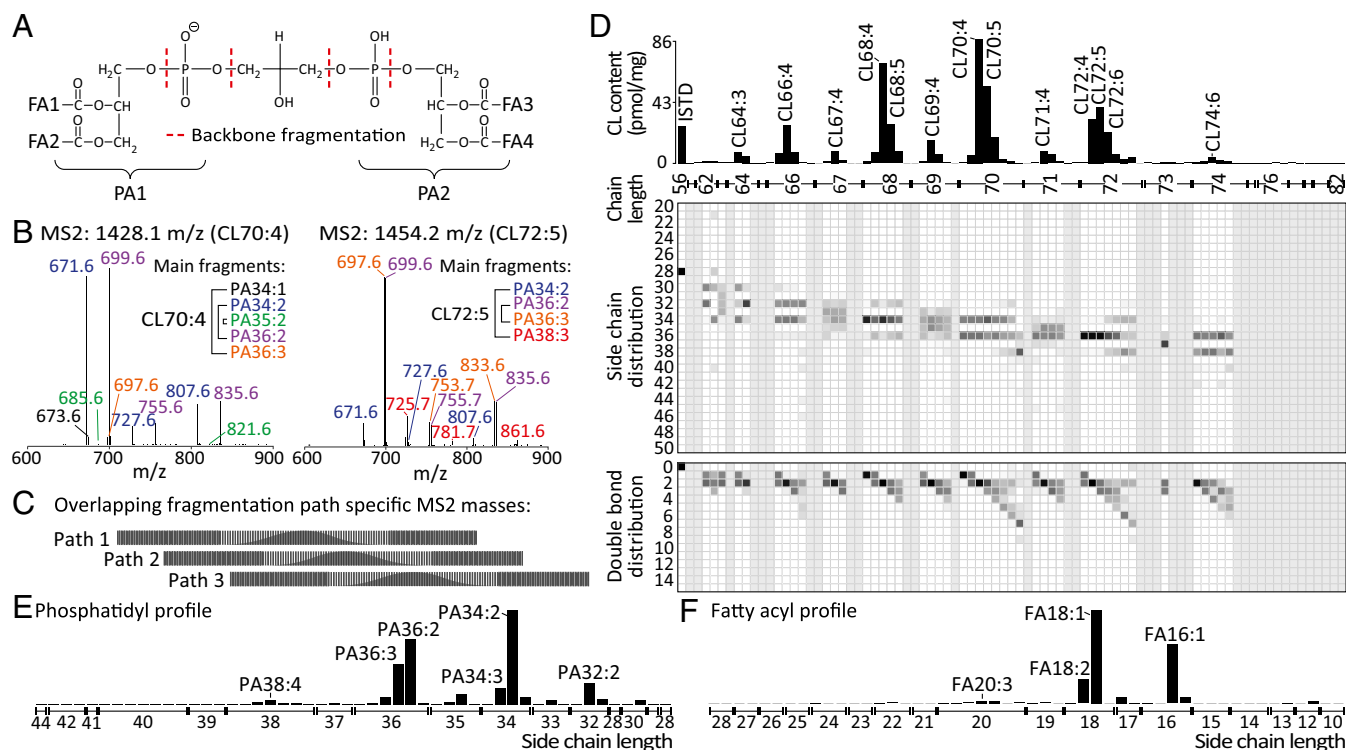 A
O⊖
OH
H
H2C
O
P
O
CH2
C
CH2
O
P
O
CH2
O
OH
O
FA1
C
O
CH
HC
O
C
FA3
FA2
C
O
CH2
H2C
O
C
FA4
Backbone fragmentation
PA1
PA2
B
MS2: 1428.1 m/z (CL70:4)
671.6
699.6
Main fragments:
PA34:1
PA34:2
CL70:4
PA35:2
PA36:2
PA36:3
685.6
697.6
807.6
835.6
673.6
727.6
755.6
821.6
600 700 800 900
m/z
MS2: 1454.2 m/z (CL72:5)
697.6
699.6
Main fragments:
PA34:2
PA36:2
CL72:5
PA36:3
PA38:3
727.6
833.6
753.7
835.6
671.6
725.7
755.7
807.6
781.7
861.6
600 700 800 900
m/z
C
Overlapping fragmentation path specific MS2 masses:
Path 1
Path 2
Path 3
D
CL content
(pmol/mg)
86
43
0
ISTD
CL64:3
CL66:4
CL67:4
CL68:4
CL68:5
CL69:4
CL70:4
CL70:5
CL71:4
CL72:4
CL72:5
CL72:6
CL74:6
Chain
length
56 62 64 66 67 68 69 70 71 72 73 74 76 82
Side chain
distribution
20
22
24
26
28
30
32
34
36
38
40
42
44
46
48
50
Double bond
distribution
0
2
4
6
8
10
12
14
E
Phosphatidyl profile
PA38:4
PA36:3
PA36:2
PA34:3
PA34:2
PA32:2
44 42 41 40 39 38 37 36 35 34 33 32 28 30 28
Side chain length
F
Fatty acyl profile
FA20:3
FA18:2
FA18:1
FA16:1
28 27 26 25 24 23 22 21 20 19 18 17 16 15 14 13 12 10
Side chain length